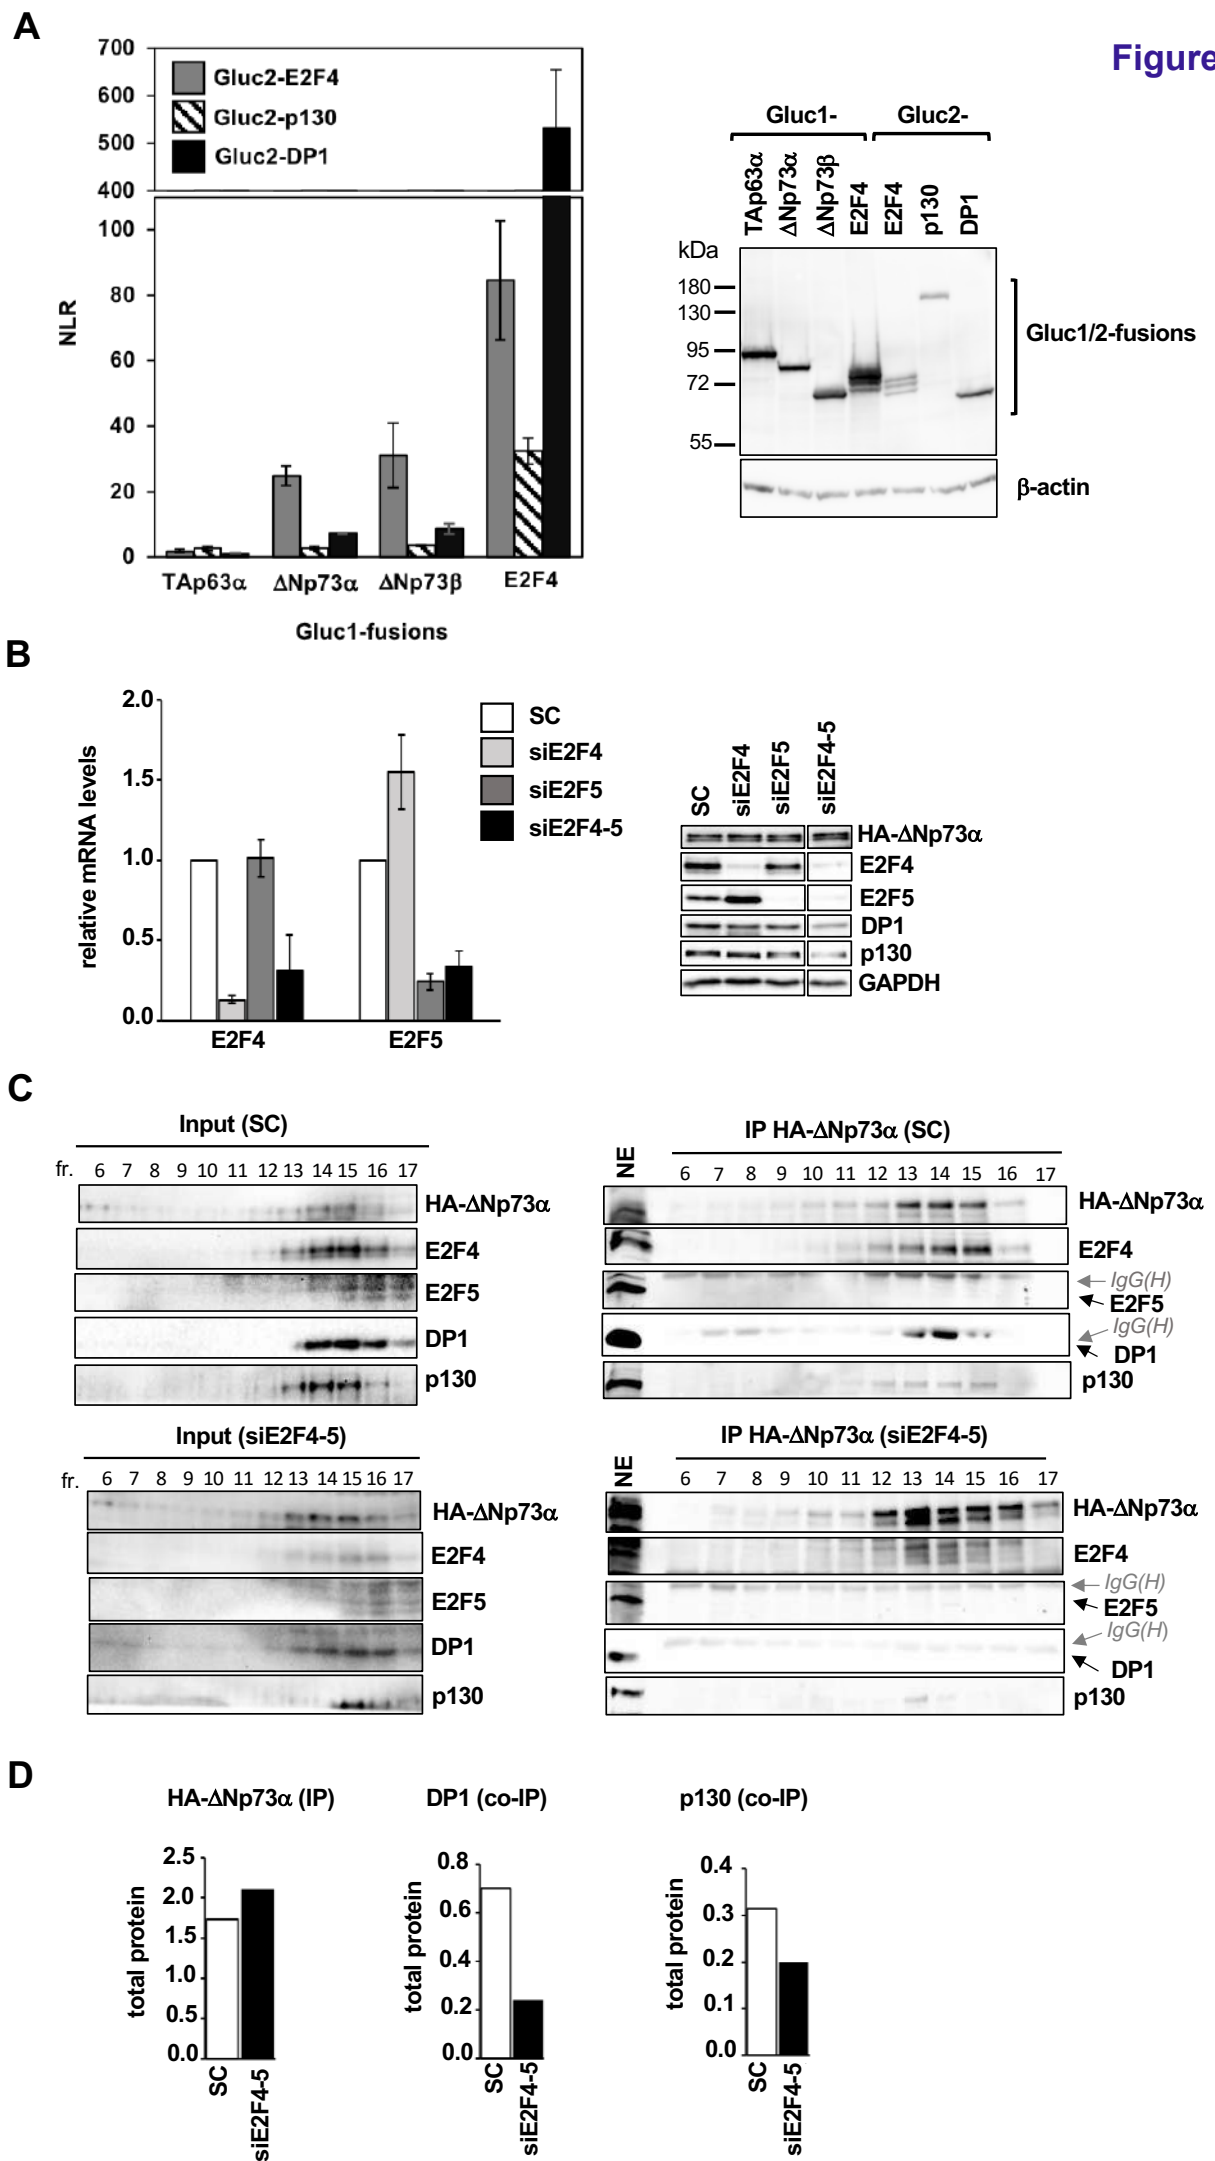 A
Figure
700
600
500
400
100
80
60
40
20
0
NLR
Gluc2-E2F4
Gluc2-p130
Gluc2-DP1
TAp63α ΔNp73α ΔNp73β E2F4
Gluc1-fusions
Gluc1- Gluc2-
TAp63α ΔNp73α ΔNp73β E2F4 E2F4 p130 DP1
kDa
180
130
95
72
55
Gluc1/2-fusions
β-actin
B
2.0
1.5
1.0
0.5
0.0
relative mRNA levels
E2F4 E2F5
SC
siE2F4
siE2F5
siE2F4-5
SC siE2F4 siE2F5 siE2F4-5
HA-ΔNp73α
E2F4
E2F5
DP1
p130
GAPDH
C
Input (SC)
fr. 6 7 8 9 10 11 12 13 14 15 16 17
HA-ΔNp73α
E2F4
E2F5
DP1
p130
IP HA-ΔNp73α (SC)
NE 6 7 8 9 10 11 12 13 14 15 16 17
HA-ΔNp73α
E2F4
IgG(H)
E2F5
IgG(H)
DP1
p130
Input (siE2F4-5)
fr. 6 7 8 9 10 11 12 13 14 15 16 17
HA-ΔNp73α
E2F4
E2F5
DP1
p130
IP HA-ΔNp73α (siE2F4-5)
NE 6 7 8 9 10 11 12 13 14 15 16 17
HA-ΔNp73α
E2F4
IgG(H)
E2F5
IgG(H)
DP1
p130
D
HA-ΔNp73α (IP)
2.5
2.0
1.5
1.0
0.5
0.0
total protein
SC siE2F4-5
DP1 (co-IP)
0.8
0.6
0.4
0.2
0.0
total protein
SC siE2F4-5
p130 (co-IP)
0.4
0.3
0.2
0.1
0.0
total protein
SC siE2F4-5